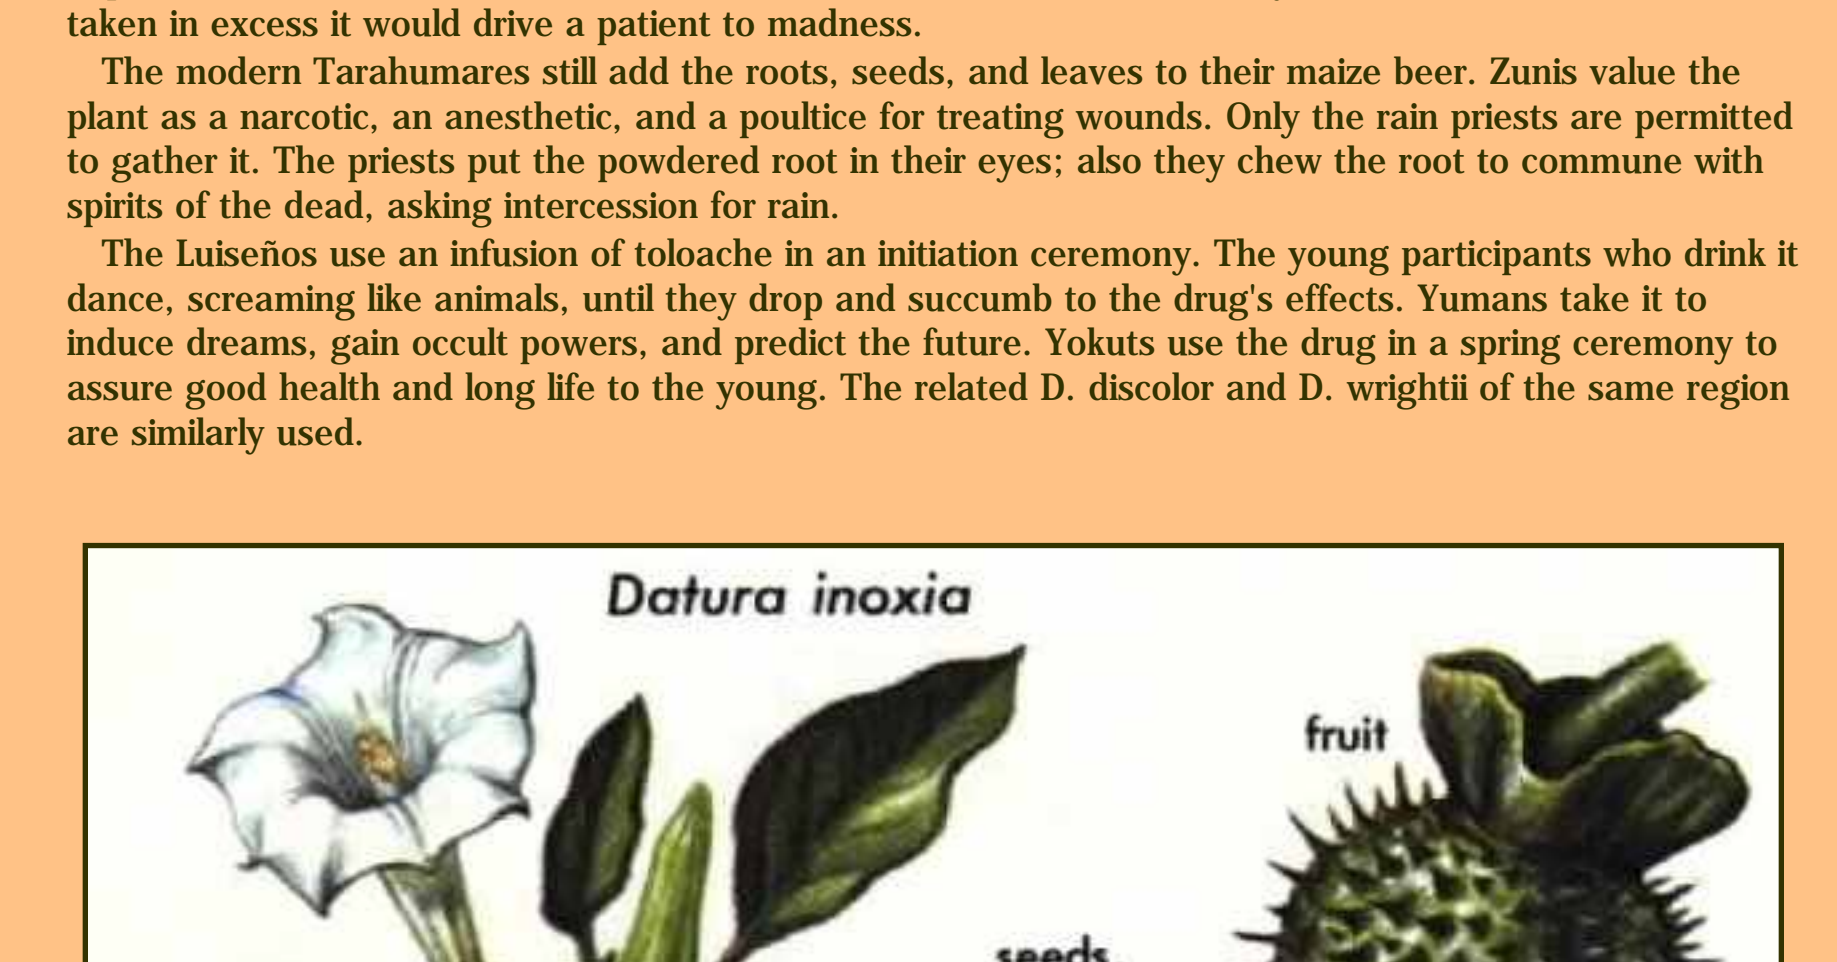 taken in excess it would drive a patient to madness.
The modern Tarahumares still add the roots, seeds, and leaves to their maize beer. Zunis value the
plant as a narcotic, an anesthetic, and a poultice for treating wounds. Only the rain priests are permitted
to gather it. The priests put the powdered root in their eyes; also they chew the root to commune with
spirits of the dead, asking intercession for rain.
The Luiseños use an infusion of toloache in an initiation ceremony. The young participants who drink it
dance, screaming like animals, until they drop and succumb to the drug's effects. Yumans take it to
induce dreams, gain occult powers, and predict the future. Yokuts use the drug in a spring ceremony to
assure good health and long life to the young. The related D. discolor and D. wrightii of the same region
are similarly used.
Datura inoxia
fruit
seeds